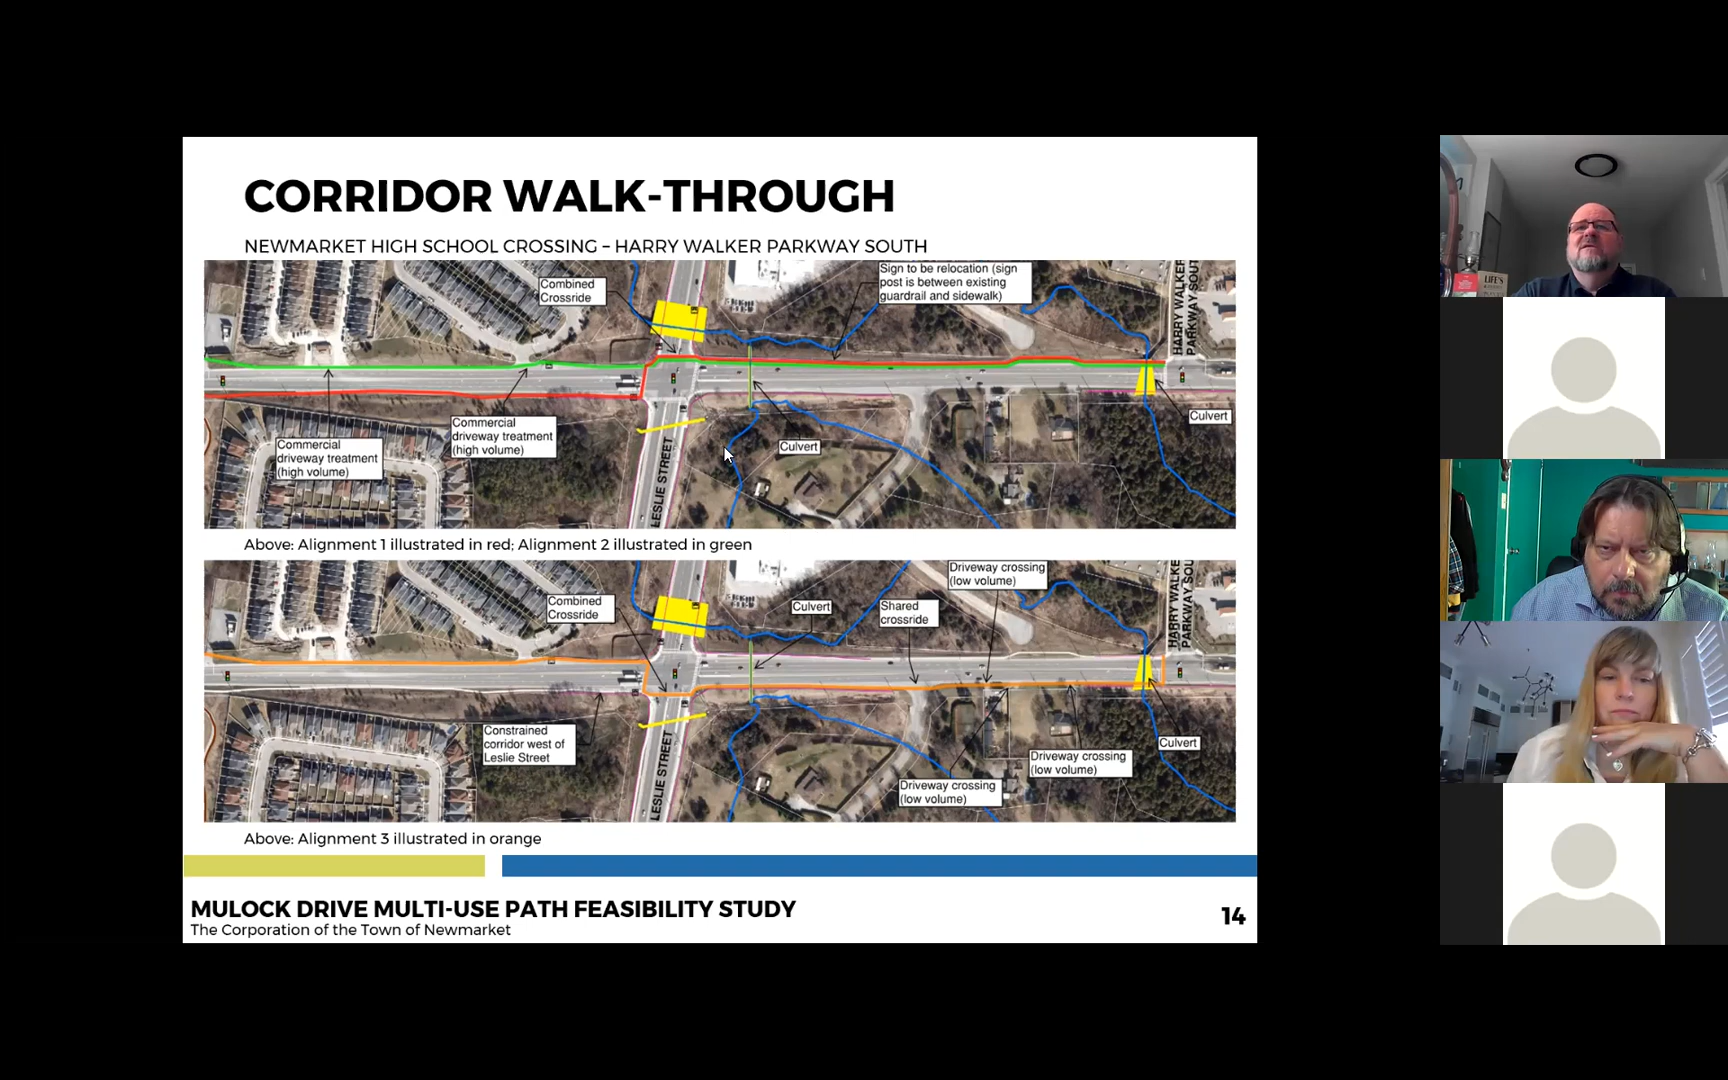 CORRIDOR WALK-THROUGH
NEWMARKET HIGH SCHOOL CROSSING – HARRY WALKER PARKWAY SOUTH
Combined
Crossride
Sign to be relocation (sign
post is between existing
guardrail and sidewalk)
HARRY WALKER
PARKWAY SOUT
Commercial
driveway treatment
(high volume)
Commercial
driveway treatment
(high volume)
LESLIE STREET
Culvert
Culvert
Above: Alignment 1 illustrated in red; Alignment 2 illustrated in green
Combined
Crossride
Culvert
Shared
crossride
Driveway crossing
(low volume)
HARRY WALKE
PARKWAY SOU
Constrained
corridor west of
Leslie Street
LESLIE STREET
Driveway crossing
(low volume)
Driveway crossing
(low volume)
Culvert
Above: Alignment 3 illustrated in orange
MULOCK DRIVE MULTI-USE PATH FEASIBILITY STUDY
The Corporation of the Town of Newmarket
14
LIFE'S